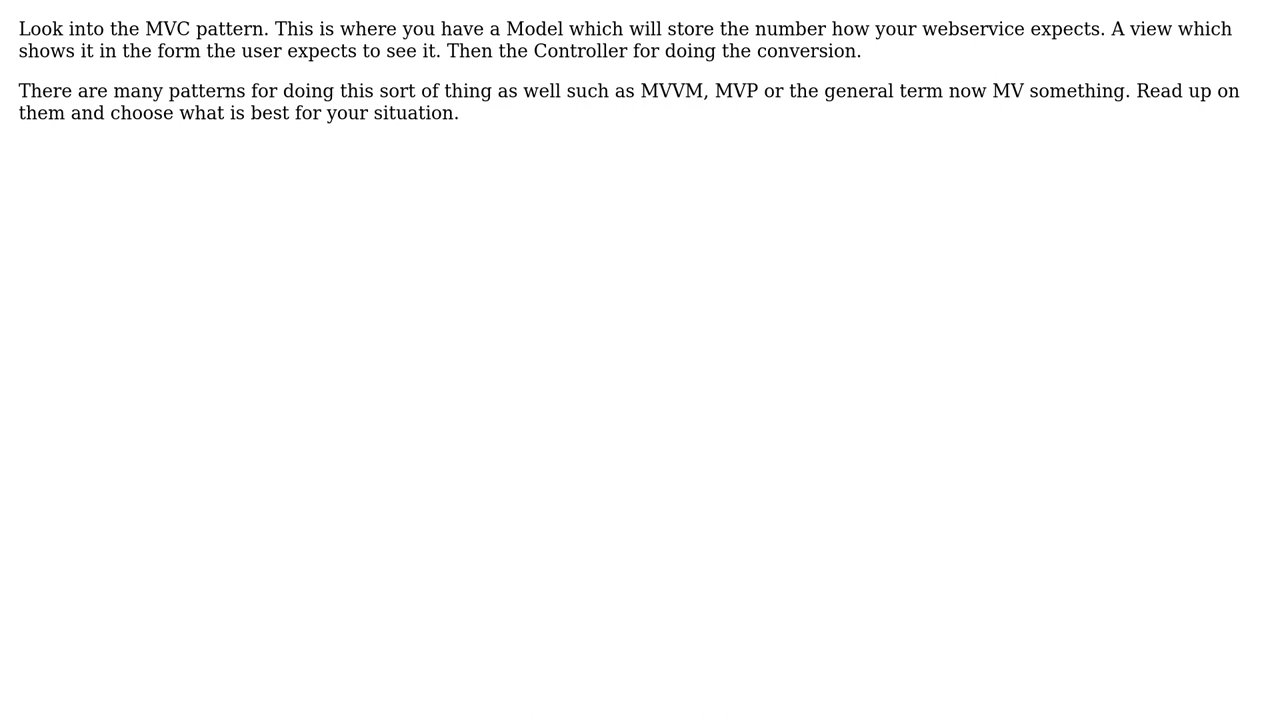 Look into the MVC pattern. This is where you have a Model which will store the number how your webservice expects. A view which
shows it in the form the user expects to see it. Then the Controller for doing the conversion.
There are many patterns for doing this sort of thing as well such as MVVM, MVP or the general term now MV something. Read up on
them and choose what is best for your situation.